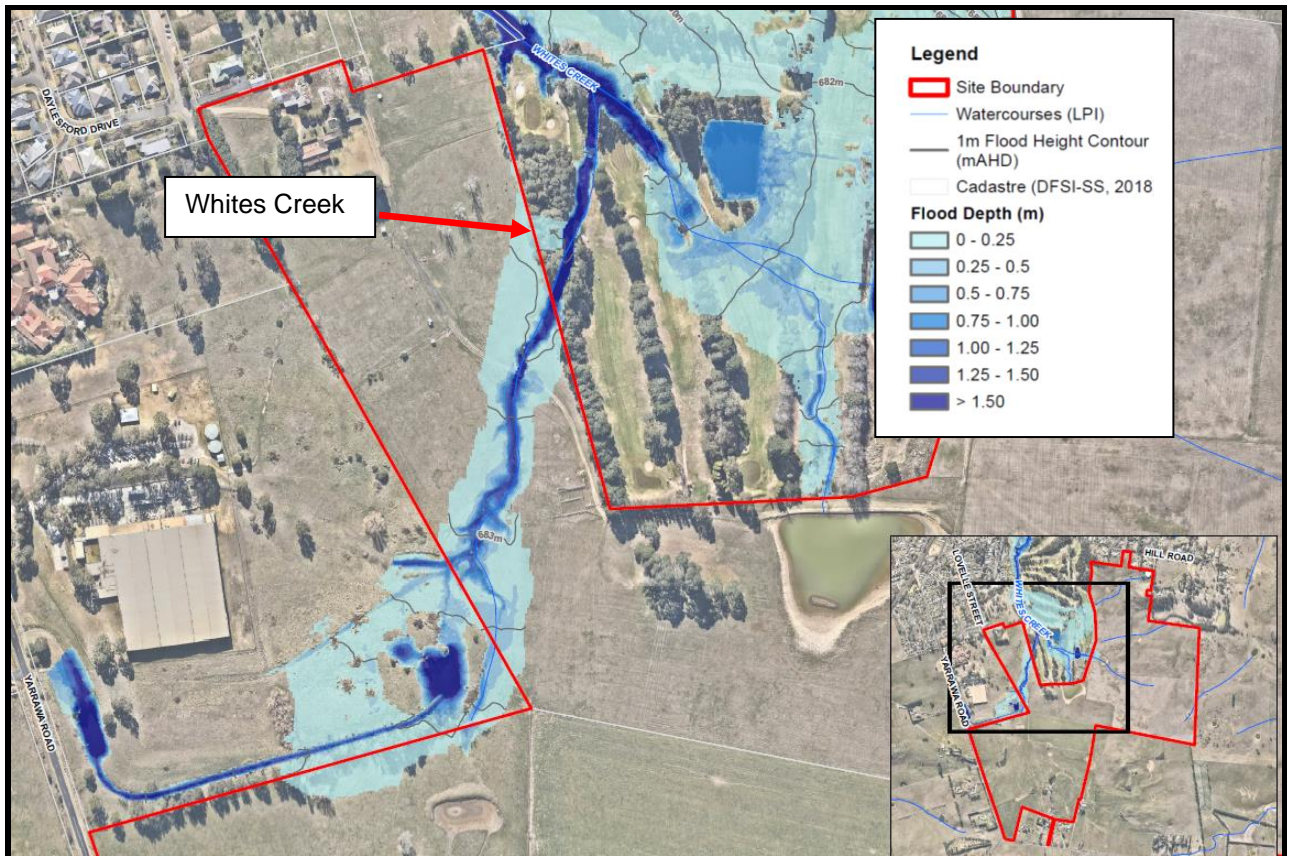 WHITES CREEK
682m
DAYLESFORD DRIVE
Whites Creek
683m
YARRAWA ROAD
Legend
Site Boundary
Watercourses (LPI)
1m Flood Height Contour
(mAHD)
Cadastre (DFSI-SS, 2018
Flood Depth (m)
0 - 0.25
0.25 - 0.5
0.5 - 0.75
0.75 - 1.00
1.00 - 1.25
1.25 - 1.50
> 1.50
HILL ROAD
LOVELLE STREET
WHITES CREEK
YARRAWA ROAD